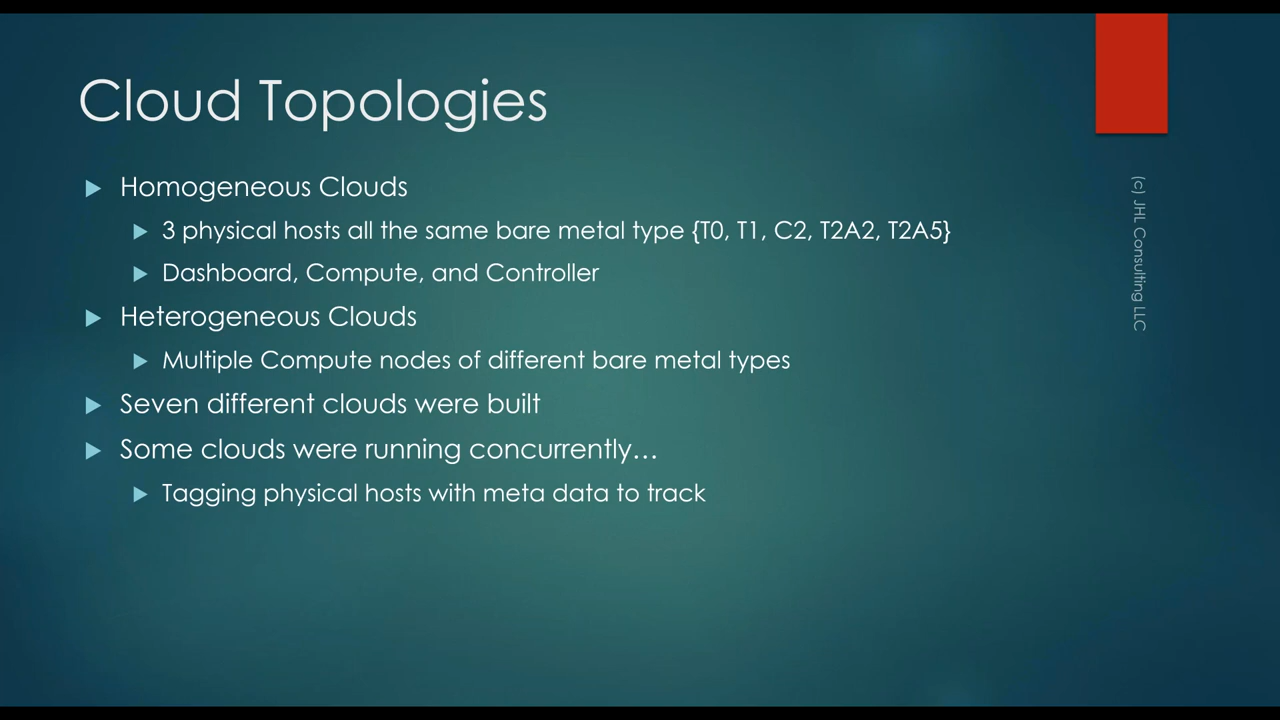 Cloud Topologies
Homogeneous Clouds
3 physical hosts all the same bare metal type {T0, T1, C2, T2A2, T2A5}
Dashboard, Compute, and Controller
Heterogeneous Clouds
Multiple Compute nodes of different bare metal types
Seven different clouds were built
Some clouds were running concurrently…
Tagging physical hosts with meta data to track
(c) JHL Consulting LLC